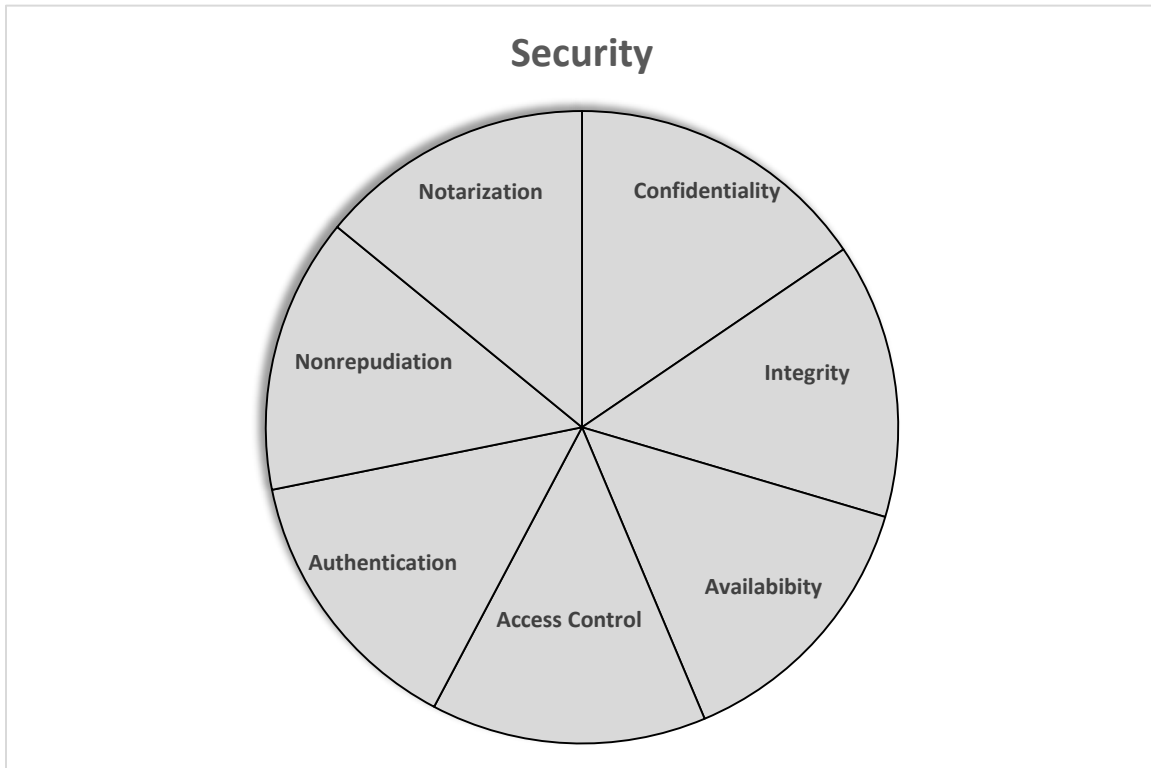 Security
Notarization
Confidentiality
Nonrepudiation
Integrity
Authentication
Availabibity
Access Control